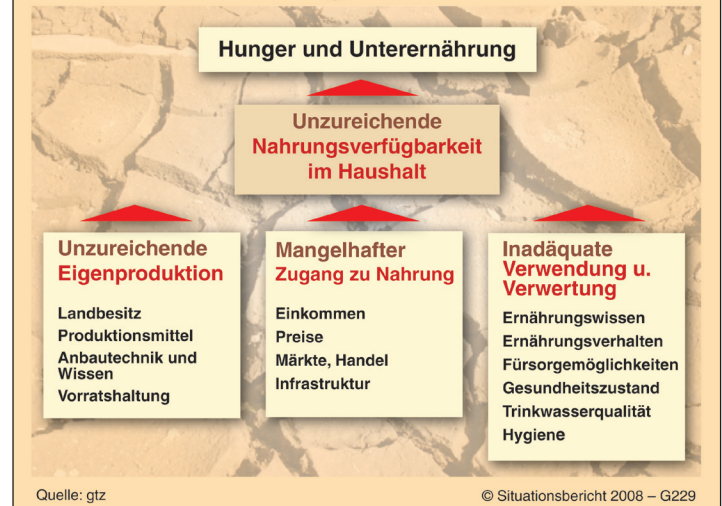 Hunger und Unterernährung
Unzureichende
Nahrungsverfügbarkeit
im Haushalt
Unzureichende
Eigenproduktion
Landbesitz
Produktionsmittel
Anbautechnik und
Wissen
Vorratshaltung
Mangelhafter
Zugang zu Nahrung
Einkommen
Preise
Märkte, Handel
Infrastruktur
Inadäquate
Verwendung u.
Verwertung
Ernährungswissen
Ernährungsverhalten
Fürsorgemöglichkeiten
Gesundheitszustand
Trinkwasserqualität
Hygiene
Quelle: gtz
© Situationsbericht 2008 – G229